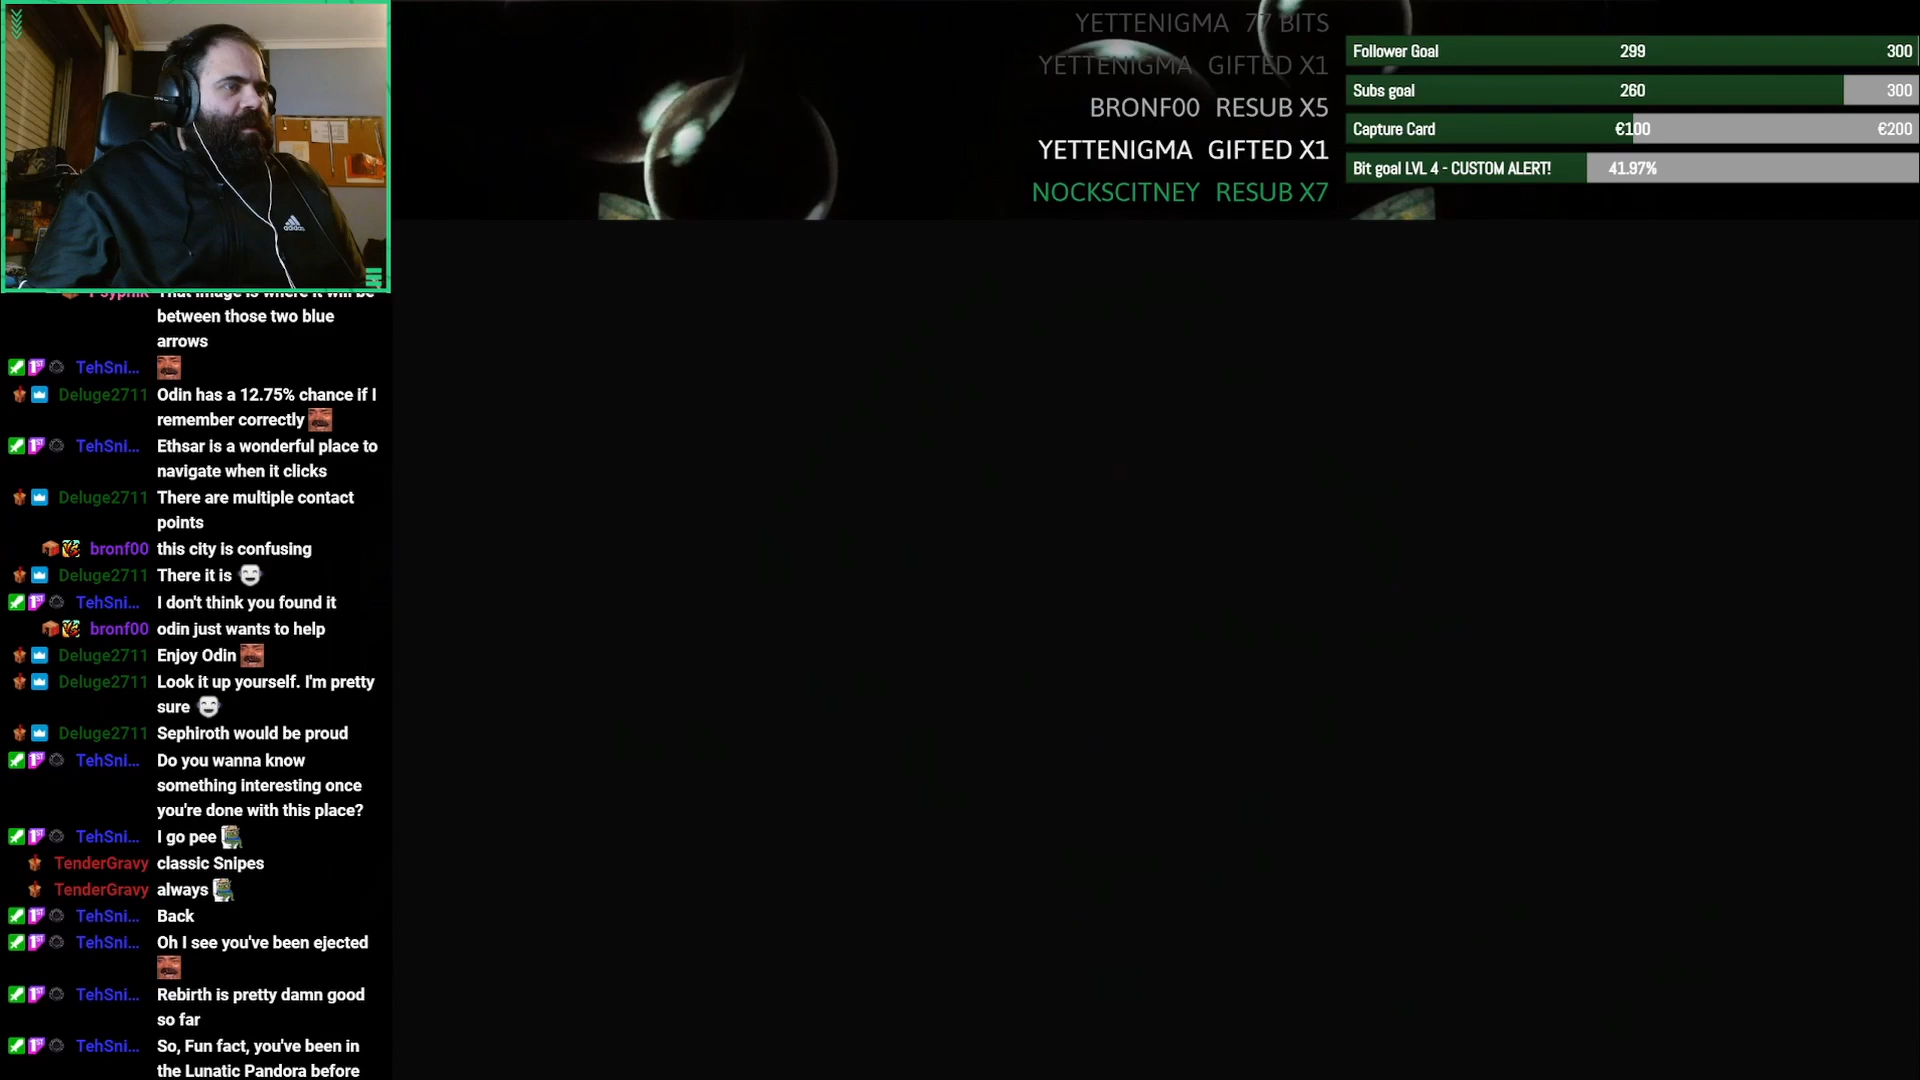 YETTENIGMA 77 BITS
YETTENIGMA GIFTED X1
BRONF00 RESUB X5
YETTENIGMA GIFTED X1
NOCKSCITNEY RESUB X7
Follower Goal 299 300
Subs goal 260 300
Capture Card €100 €200
Bit goal LVL 4 - CUSTOM ALERT! 41.97%
adidas
That image is where it will be
between those two blue
arrows
TehSni...
Deluge2711 Odin has a 12.75% chance if I
remember correctly
TehSni... Ethsar is a wonderful place to
navigate when it clicks
Deluge2711 There are multiple contact
points
bronf00 this city is confusing
Deluge2711 There it is
TehSni... I don't think you found it
bronf00 odin just wants to help
Deluge2711 Enjoy Odin
Deluge2711 Look it up yourself. I'm pretty
sure
Deluge2711 Sephiroth would be proud
TehSni... Do you wanna know
something interesting once
you're done with this place?
TehSni... I go pee
TenderGravy classic Snipes
TenderGravy always
TehSni... Back
TehSni... Oh I see you've been ejected
TehSni... Rebirth is pretty damn good
so far
TehSni... So, Fun fact, you've been in
the Lunatic Pandora before